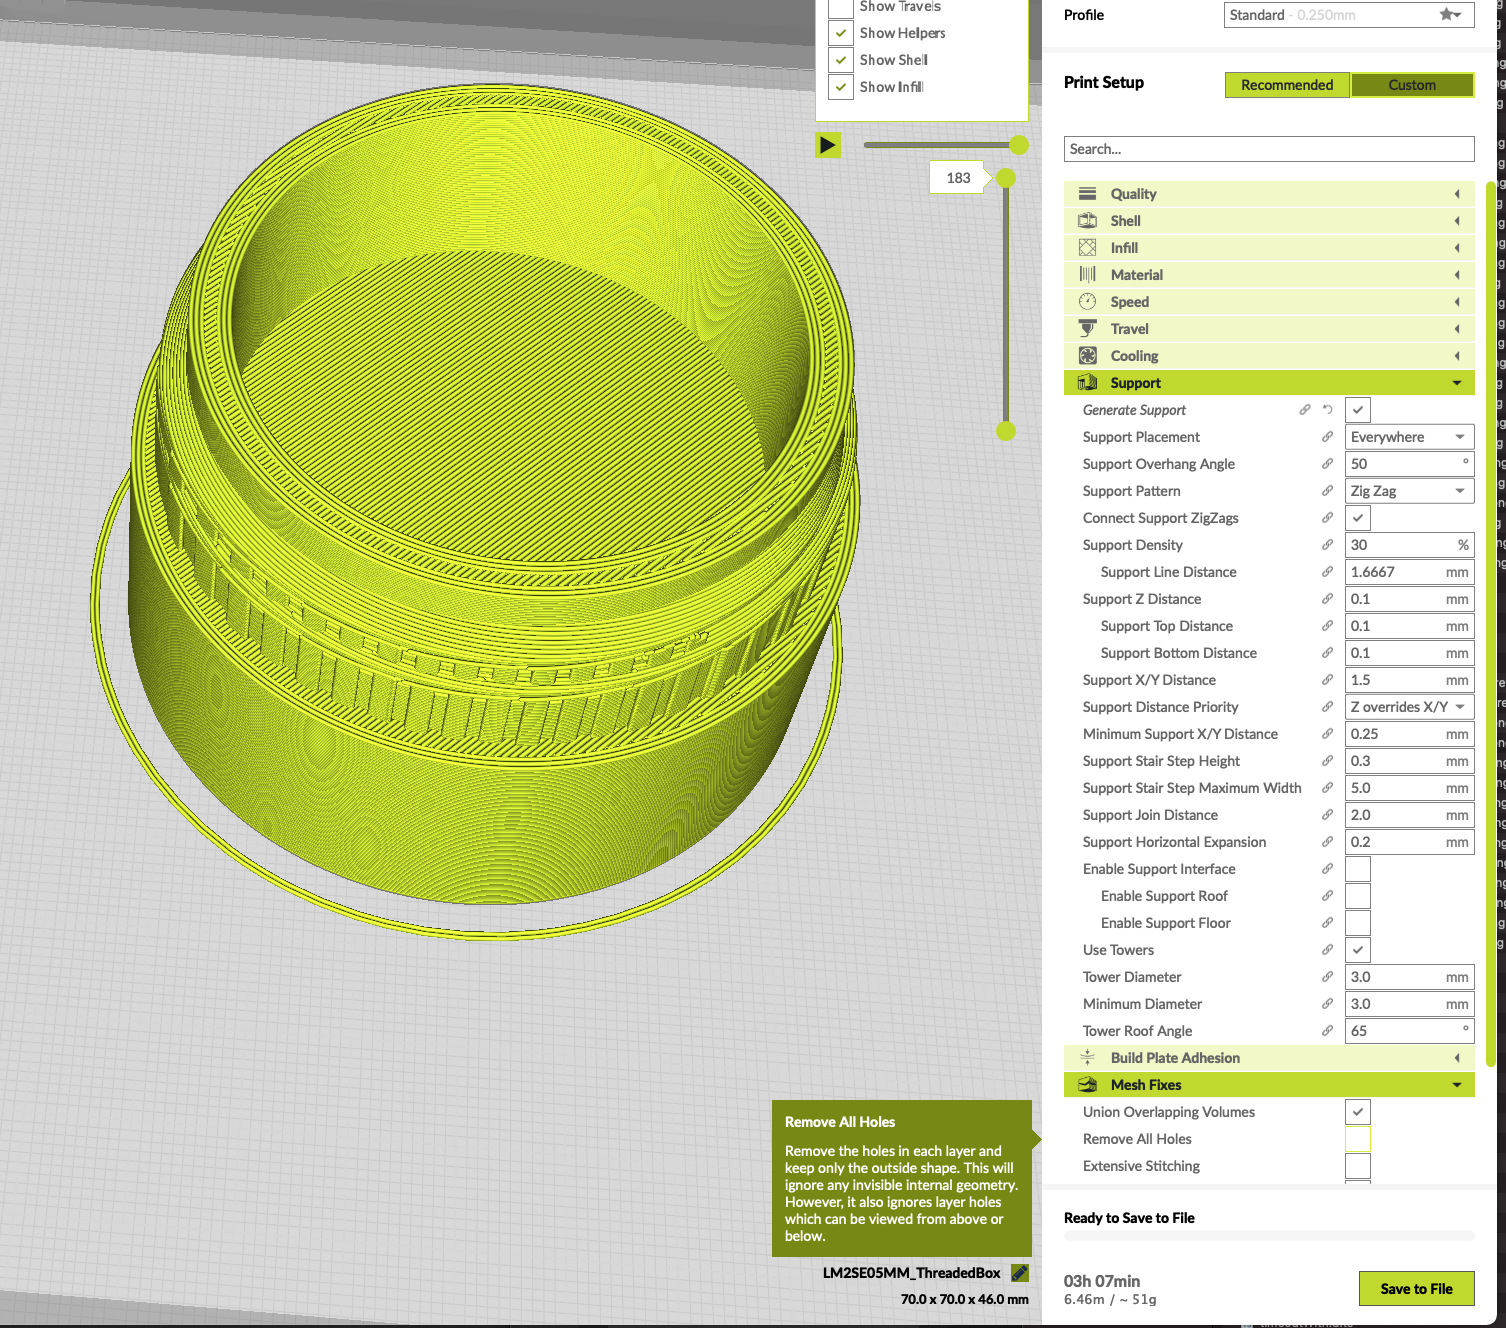 Show Travels
Show Helpers
Show Shell
Show Infill
183
Profile
Standard - 0.250mm
Print Setup
Recommended
Custom
Search...
Quality
Shell
Infill
Material
Speed
Travel
Cooling
Support
Generate Support
Support Placement Everywhere
Support Overhang Angle 50 °
Support Pattern Zig Zag
Connect Support ZigZags
Support Density 30 %
Support Line Distance 1.6667 mm
Support Z Distance 0.1 mm
Support Top Distance 0.1 mm
Support Bottom Distance 0.1 mm
Support X/Y Distance 1.5 mm
Support Distance Priority Z overrides X/Y
Minimum Support X/Y Distance 0.25 mm
Support Stair Step Height 0.3 mm
Support Stair Step Maximum Width 5.0 mm
Support Join Distance 2.0 mm
Support Horizontal Expansion 0.2 mm
Enable Support Interface
Enable Support Roof
Enable Support Floor
Use Towers
Tower Diameter 3.0 mm
Minimum Diameter 3.0 mm
Tower Roof Angle 65 °
Build Plate Adhesion
Mesh Fixes
Union Overlapping Volumes
Remove All Holes
Extensive Stitching
Remove All Holes
Remove the holes in each layer and
keep only the outside shape. This will
ignore any invisible internal geometry.
However, it also ignores layer holes
which can be viewed from above or
below.
LM2SE05MM_ThreadedBox
70.0 x 70.0 x 46.0 mm
Ready to Save to File
03h 07min
6.46m / ~ 51g
Save to File